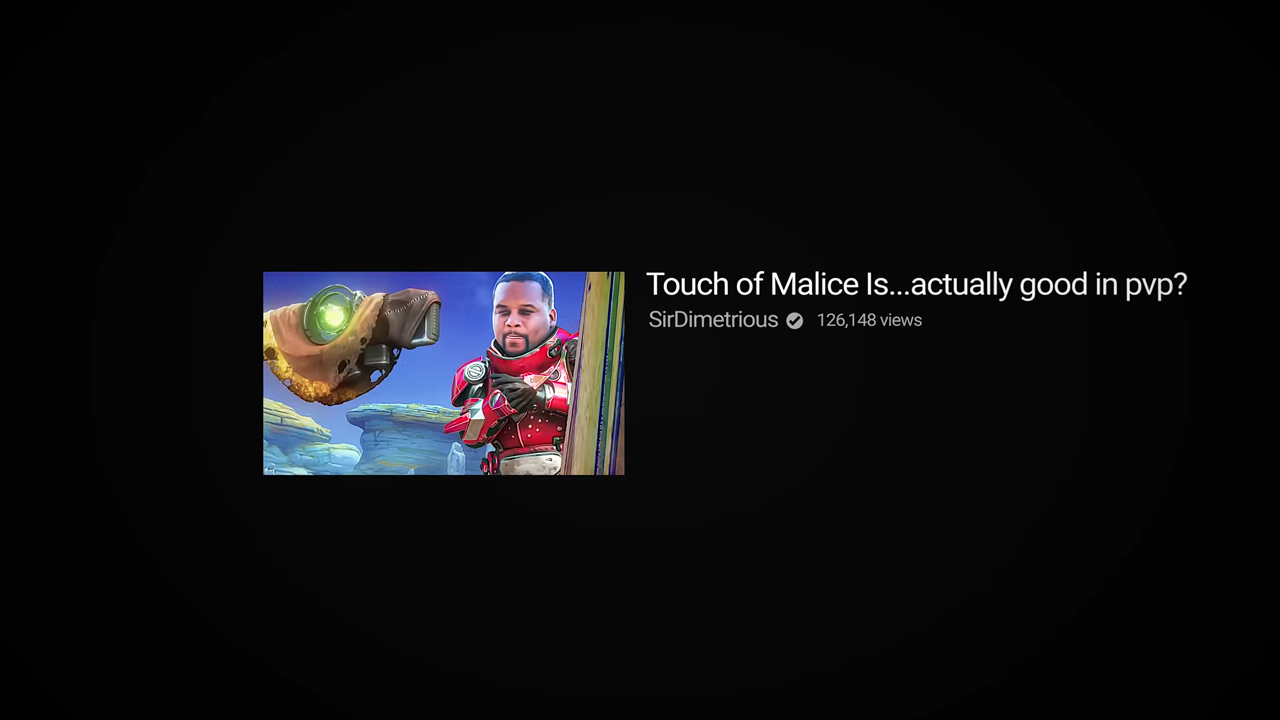 Touch of Malice Is...actually good in pvp?
SirDimetrious 126,148 views